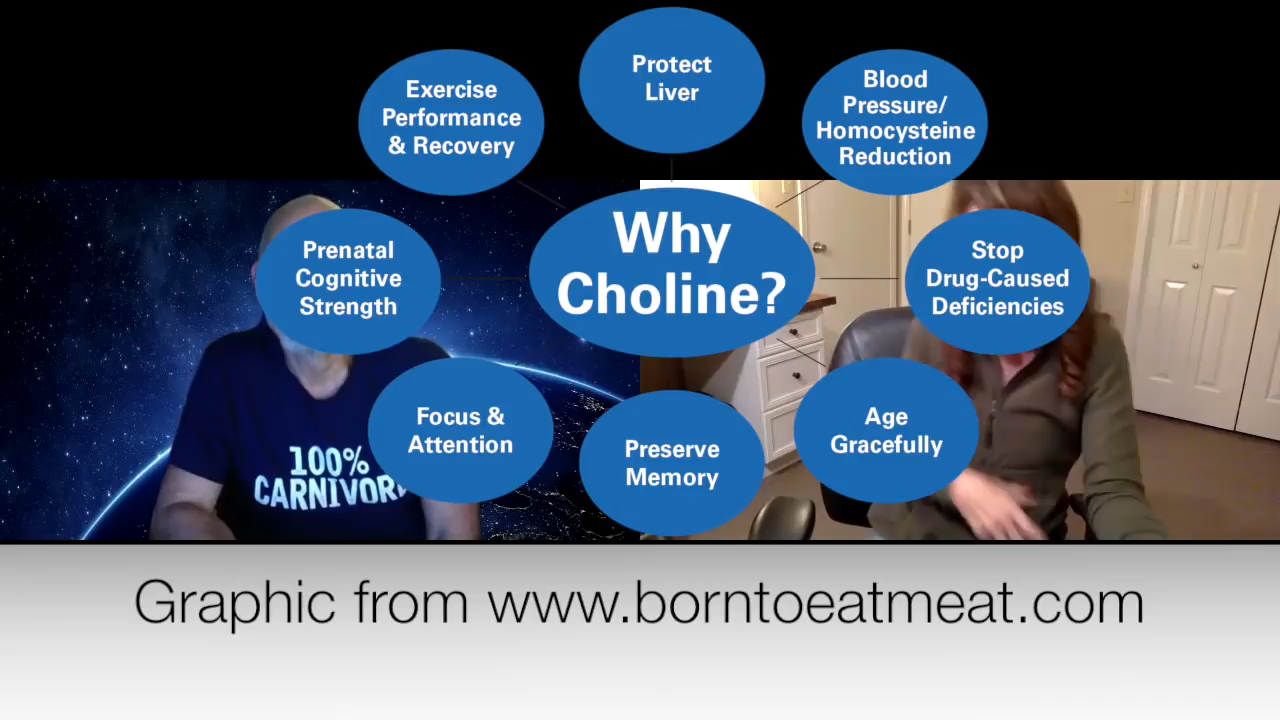 Protect
Liver
Exercise
Performance
& Recovery
Blood
Pressure/
Homocysteine
Reduction
Why
Choline?
Prenatal
Cognitive
Strength
Stop
Drug-Caused
Deficiencies
Focus &
Attention
Preserve
Memory
Age
Gracefully
100%
CARNIVOR
Graphic from www.borntoeatmeat.com